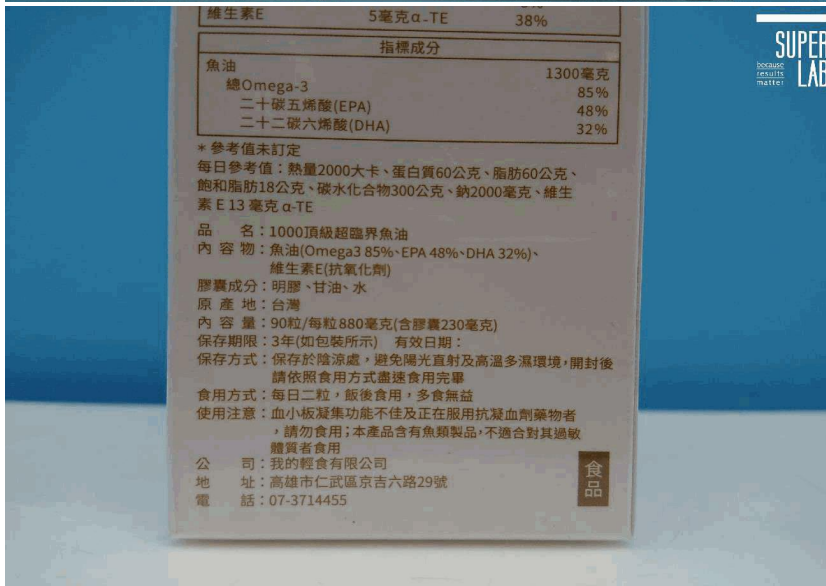 維生素E 5毫克α-TE 38%
指標成分
魚油 1300毫克
總Omega-3 85%
二十碳五烯酸(EPA) 48%
二十二碳六烯酸(DHA) 32%
＊參考值未訂定
每日參考值：熱量2000大卡、蛋白質60公克、脂肪60公克、
飽和脂肪18公克、碳水化合物300公克、鈉2000毫克、維生
素 E 13 毫克 α-TE
品 名：1000頂級超臨界魚油
內 容 物：魚油(Omega3 85%、EPA 48%、DHA 32%)、
維生素E(抗氧化劑)
膠囊成分：明膠、甘油、水
原 產 地：台灣
內 容 量：90粒/每粒880毫克(含膠囊230毫克)
保存期限：3年(如包裝所示) 有效日期：
保存方式：保存於陰涼處，避免陽光直射及高溫多濕環境，開封後
請依照食用方式盡速食用完畢
食用方式：每日二粒，飯後食用，多食無益
使用注意：血小板凝集功能不佳及正在服用抗凝血劑藥物者
，請勿食用；本產品含有魚類製品，不適合對其過敏
體質者食用
公 司：我的輕食有限公司
地 址：高雄市仁武區京吉六路29號
電 話：07-3714455
食品
SUPER
LAB
because
results
matter